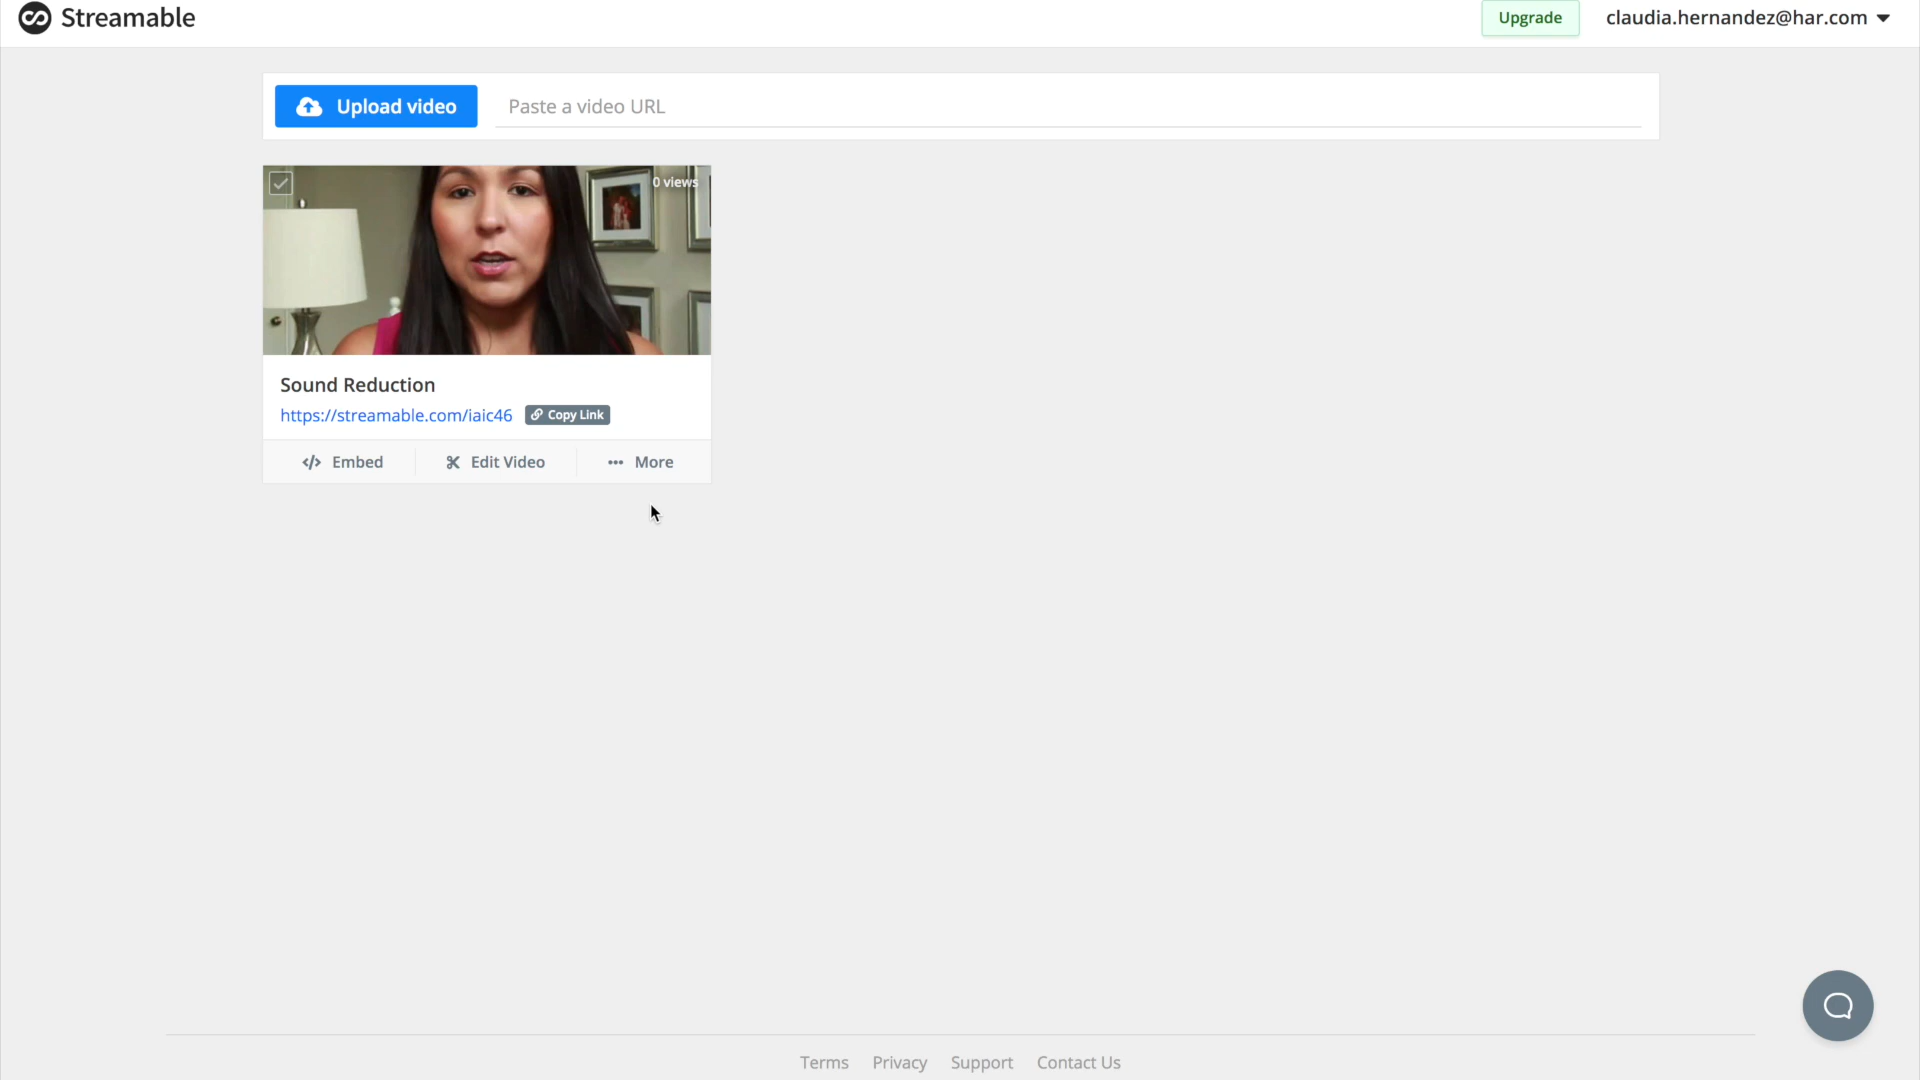 Streamable
Upgrade
claudia.hernandez@har.com
Upload video
Paste a video URL
0 views
Sound Reduction
https://streamable.com/iaic46
Copy Link
Embed
Edit Video
More
Terms
Privacy
Support
Contact Us